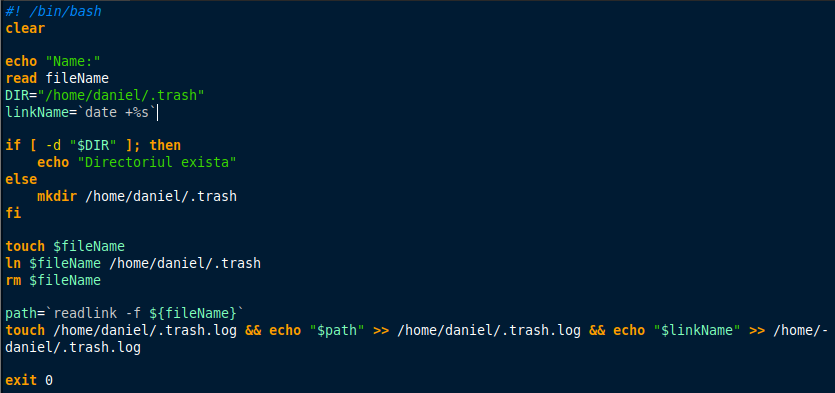 #! /bin/bash
clear
echo "Name:"
read fileName
DIR="/home/daniel/.trash"
linkName=`date +%s`
if [ -d "$DIR" ]; then
    echo "Directoriul exista"
else
    mkdir /home/daniel/.trash
fi
touch $fileName
ln $fileName /home/daniel/.trash
rm $fileName
path=`readlink -f ${fileName}`
touch /home/daniel/.trash.log && echo "$path" >> /home/daniel/.trash.log && echo "$linkName" >> /home/-
daniel/.trash.log
exit 0